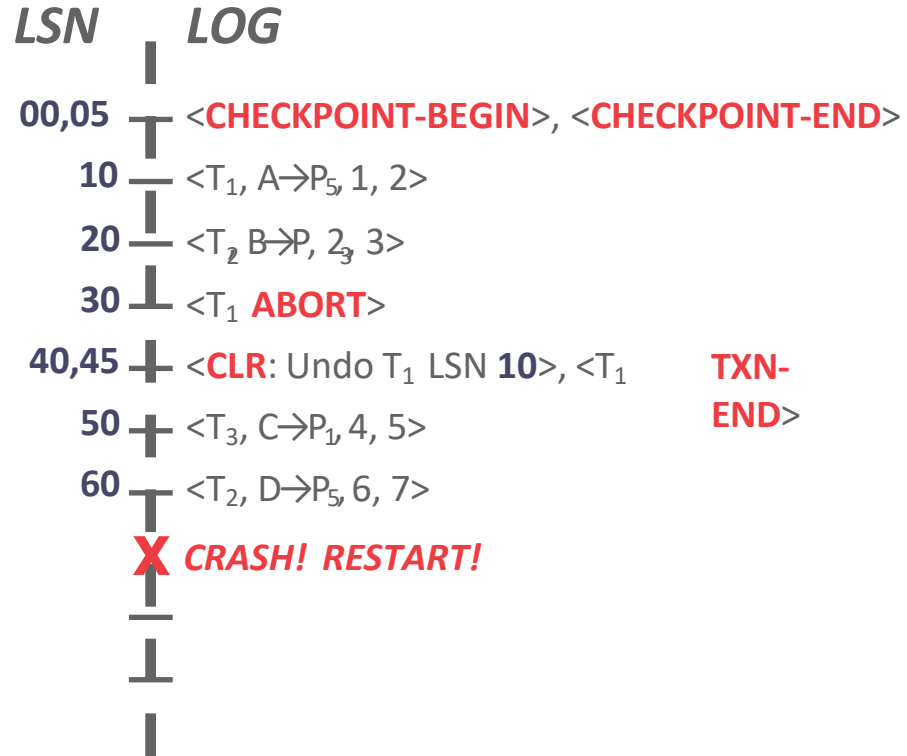 LSN LOG
00,05 <CHECKPOINT-BEGIN>, <CHECKPOINT-END>
10 <T₁, A→P₅, 1, 2>
20 <T₂, B→P, 2₃, 3>
30 <T₁ ABORT>
40,45 <CLR: Undo T₁ LSN 10>, <T₁ TXN-
END>
50 <T₃, C→P₁, 4, 5>
60 <T₂, D→P₅, 6, 7>
X CRASH! RESTART!